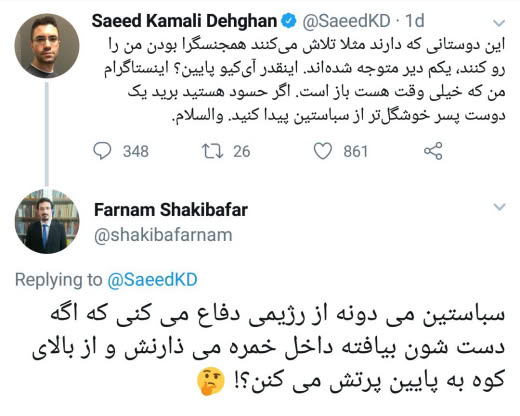 Saeed Kamali Dehghan @SaeedKD · 1d
این دوستانی که دارند مثلا تلاش می‌کنند همجنسگرا بودن من را
رو کنند، یکم دیر متوجه شده‌اند. اینقدر آی‌کیو پایین؟ اینستاگرام
من که خیلی وقت هست باز است. اگر حسود هستید برید یک
دوست پسر خوشگل‌تر از سباستین پیدا کنید. والسلام.
348 26 861
Farnam Shakibafar
@shakibafarnam
Replying to @SaeedKD
سباستین می دونه از رژیمی دفاع می کنی که اگه
دست شون بیافته داخل خمره می ذارنش و از بالای
کوه به پایین پرتش می کنن؟! 🤔